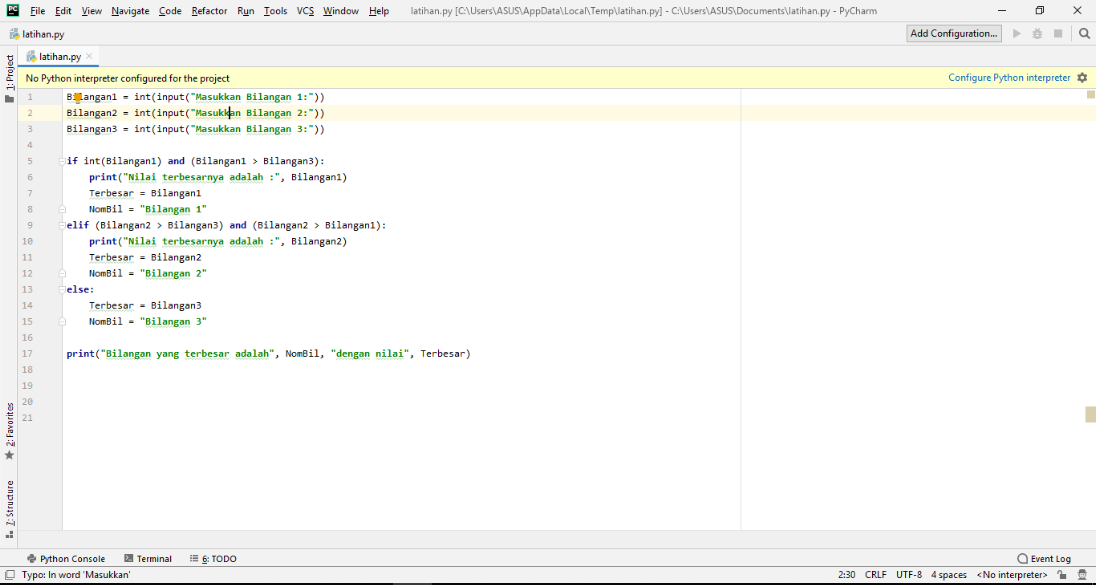 PC File Edit View Navigate Code Refactor Run Tools VCS Window Help latihan.py [C:\Users\ASUS\AppData\Local\Temp\latihan.py] - C:\Users\ASUS\Documents\latihan.py - PyCharm
latihan.py Add Configuration...
latihan.py
No Python interpreter configured for the project Configure Python interpreter
1: Project
1 Bilangan1 = int(input("Masukkan Bilangan 1:"))
2 Bilangan2 = int(input("Masukkan Bilangan 2:"))
3 Bilangan3 = int(input("Masukkan Bilangan 3:"))
4
5 if int(Bilangan1) and (Bilangan1 > Bilangan3):
6     print("Nilai terbesarnya adalah :", Bilangan1)
7     Terbesar = Bilangan1
8     NomBil = "Bilangan 1"
9 elif (Bilangan2 > Bilangan3) and (Bilangan2 > Bilangan1):
10     print("Nilai terbesarnya adalah :", Bilangan2)
11     Terbesar = Bilangan2
12     NomBil = "Bilangan 2"
13 else:
14     Terbesar = Bilangan3
15     NomBil = "Bilangan 3"
16
17 print("Bilangan yang terbesar adalah", NomBil, "dengan nilai", Terbesar)
18
19
20
21
2: Favorites
7: Structure
Python Console Terminal 6: TODO Event Log
Typo: In word 'Masukkan' 2:30 CRLF UTF-8 4 spaces <No interpreter>